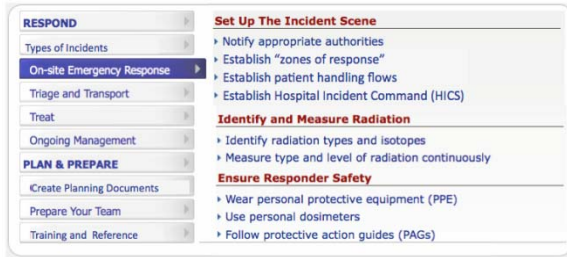 RESPOND
Types of Incidents
On-site Emergency Response
Triage and Transport
Treat
Ongoing Management
PLAN & PREPARE
Create Planning Documents
Prepare Your Team
Training and Reference
Set Up The Incident Scene
Notify appropriate authorities
Establish “zones of response”
Establish patient handling flows
Establish Hospital Incident Command (HICS)
Identify and Measure Radiation
Identify radiation types and isotopes
Measure type and level of radiation continuously
Ensure Responder Safety
Wear personal protective equipment (PPE)
Use personal dosimeters
Follow protective action guides (PAGs)